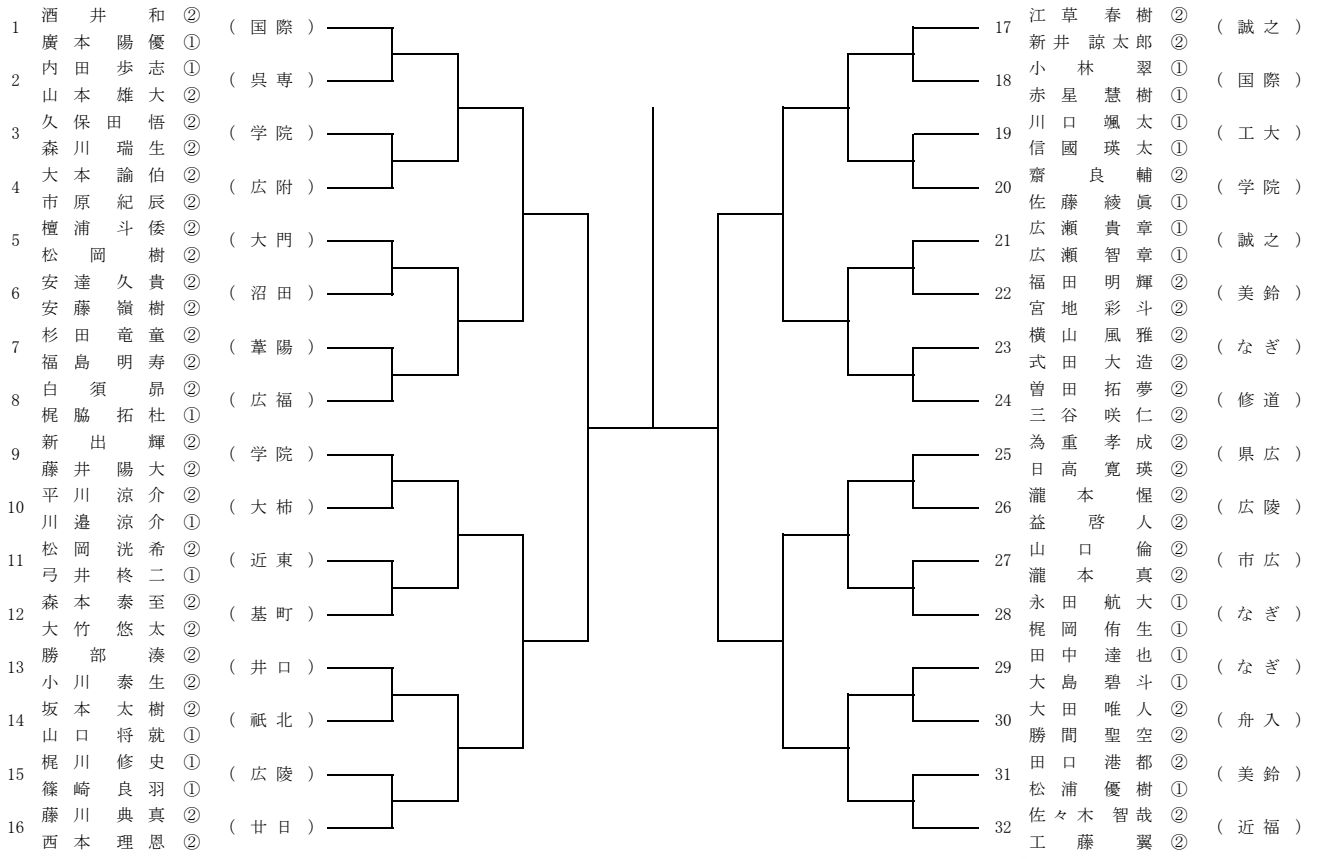 酒井 和 ②
1 (国際)
廣本 陽優 ①
内田 歩志 ①
2 (呉専)
山本 雄大 ②
久保田 悟 ②
3 (学院)
森川 瑞生 ②
大本 諭伯 ②
4 (広附)
市原 紀辰 ②
檀浦 斗倭 ②
5 (大門)
松岡 樹 ②
安達 久貴 ②
6 (沼田)
安藤 嶺樹 ②
杉田 竜童 ②
7 (葦陽)
福島 明寿 ②
白須 昴 ②
8 (広福)
梶脇 拓杜 ①
新出 輝 ②
9 (学院)
藤井 陽大 ②
平川 涼介 ②
10 (大柿)
川邉 涼介 ①
松岡 洸希 ②
11 (近東)
弓井 柊二 ①
森本 泰至 ②
12 (基町)
大竹 悠太 ②
勝部 湊 ②
13 (井口)
小川 泰生 ②
坂本 太樹 ②
14 (祇北)
山口 将就 ①
梶川 修史 ①
15 (広陵)
篠崎 良羽 ①
藤川 典真 ②
16 (廿日)
西本 理恩 ②
江草 春樹 ②
17 (誠之)
新井 諒太郎 ②
小林 翠 ①
18 (国際)
赤星 慧樹 ①
川口 颯太 ①
19 (工大)
信國 瑛太 ①
齋 良輔 ②
20 (学院)
佐藤 綾眞 ①
広瀬 貴章 ①
21 (誠之)
広瀬 智章 ①
福田 明輝 ②
22 (美鈴)
宮地 彩斗 ②
横山 風雅 ②
23 (なぎ)
式田 大造 ②
曽田 拓夢 ②
24 (修道)
三谷 咲仁 ②
為重 孝成 ②
25 (県広)
日高 寛瑛 ②
瀧本 惺 ②
26 (広陵)
益 啓人 ②
山口 倫 ②
27 (市広)
瀧本 真 ②
永田 航大 ①
28 (なぎ)
梶岡 侑生 ①
田中 達也 ①
29 (なぎ)
大島 碧斗 ①
大田 唯人 ②
30 (舟入)
勝間 聖空 ②
田口 港都 ②
31 (美鈴)
松浦 優樹 ①
佐々木 智哉 ②
32 (近福)
工藤 翼 ②